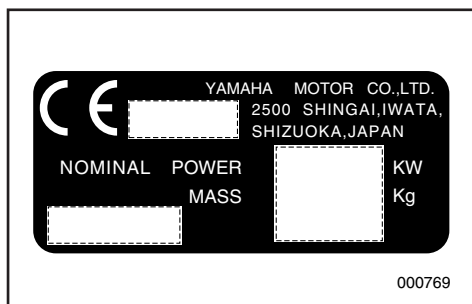 CE
YAMAHA MOTOR CO.,LTD.
2500 SHINGAI,IWATA,
SHIZUOKA,JAPAN
NOMINAL POWER KW
MASS Kg
000769